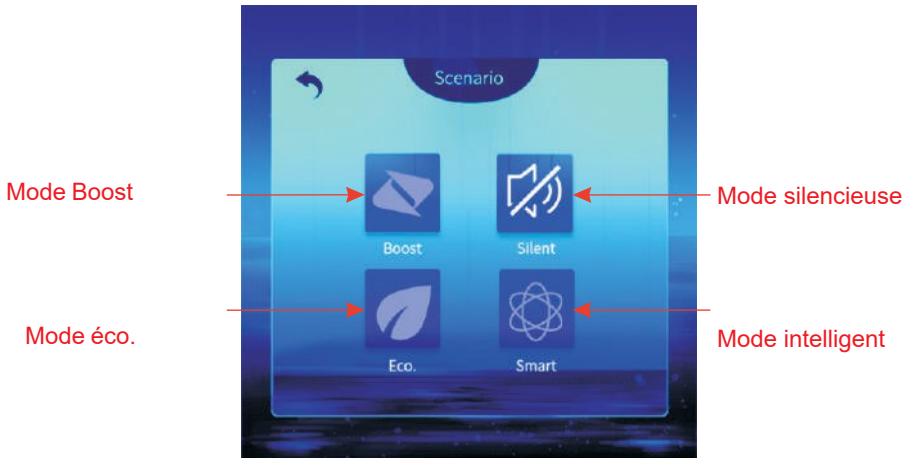 Scenario
Mode Boost
Mode silencieuse
Boost
Silent
Mode éco.
Mode intelligent
Eco.
Smart